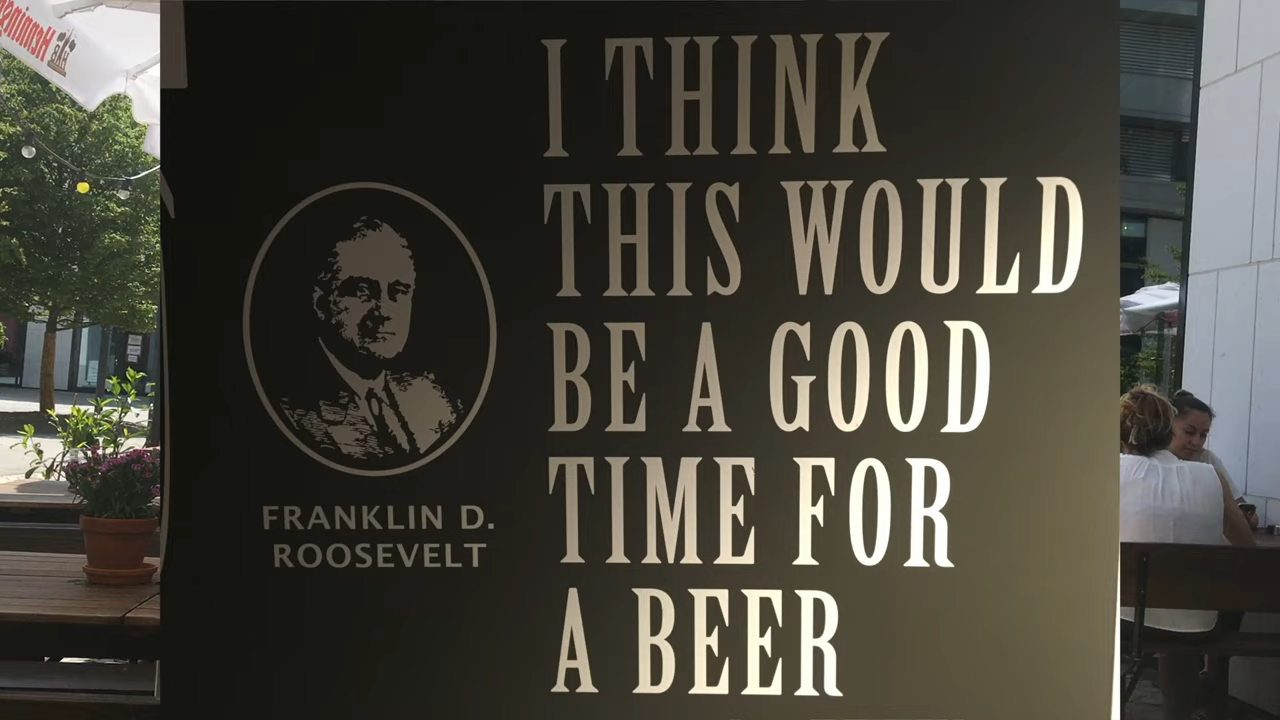 I THINK
THIS WOULD
BE A GOOD
TIME FOR
A BEER
FRANKLIN D.
ROOSEVELT